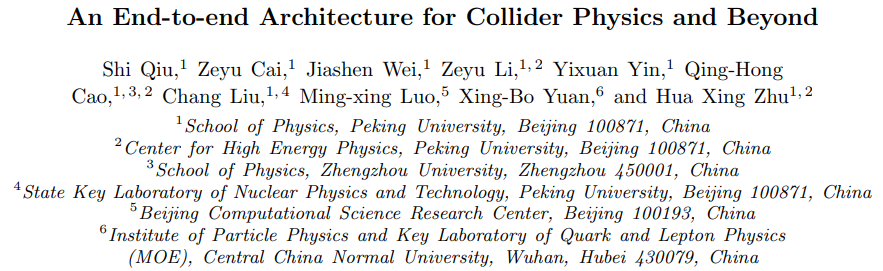 An End-to-end Architecture for Collider Physics and Beyond
Shi Qiu,¹ Zeyu Cai,¹ Jiashen Wei,¹ Zeyu Li,¹,² Yixuan Yin,¹ Qing-Hong
Cao,¹,³,² Chang Liu,¹,⁴ Ming-xing Luo,⁵ Xing-Bo Yuan,⁶ and Hua Xing Zhu¹,²
¹School of Physics, Peking University, Beijing 100871, China
²Center for High Energy Physics, Peking University, Beijing 100871, China
³School of Physics, Zhengzhou University, Zhengzhou 450001, China
⁴State Key Laboratory of Nuclear Physics and Technology, Peking University, Beijing 100871, China
⁵Beijing Computational Science Research Center, Beijing 100193, China
⁶Institute of Particle Physics and Key Laboratory of Quark and Lepton Physics
(MOE), Central China Normal University, Wuhan, Hubei 430079, China